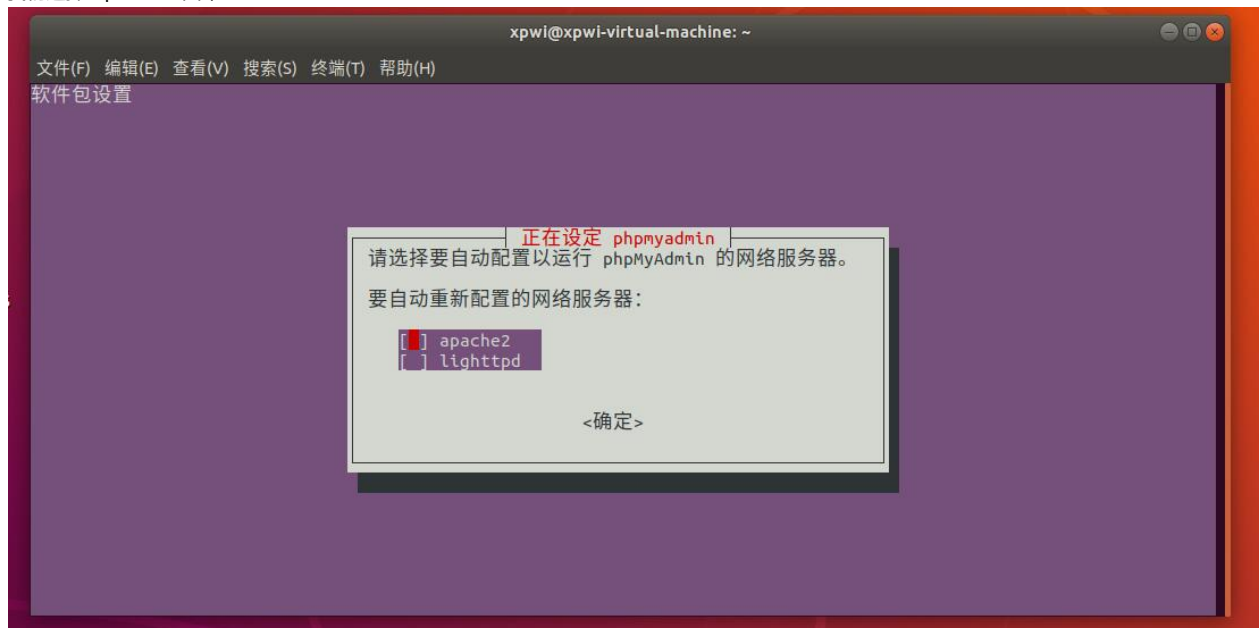 xpwi@xpwi-virtual-machine: ~
文件(F) 编辑(E) 查看(V) 搜索(S) 终端(T) 帮助(H)
软件包设置
正在设定 phpmyadmin
请选择要自动配置以运行 phpMyAdmin 的网络服务器。
要自动重新配置的网络服务器：
[ ] apache2
[ ] lighttpd
<确定>